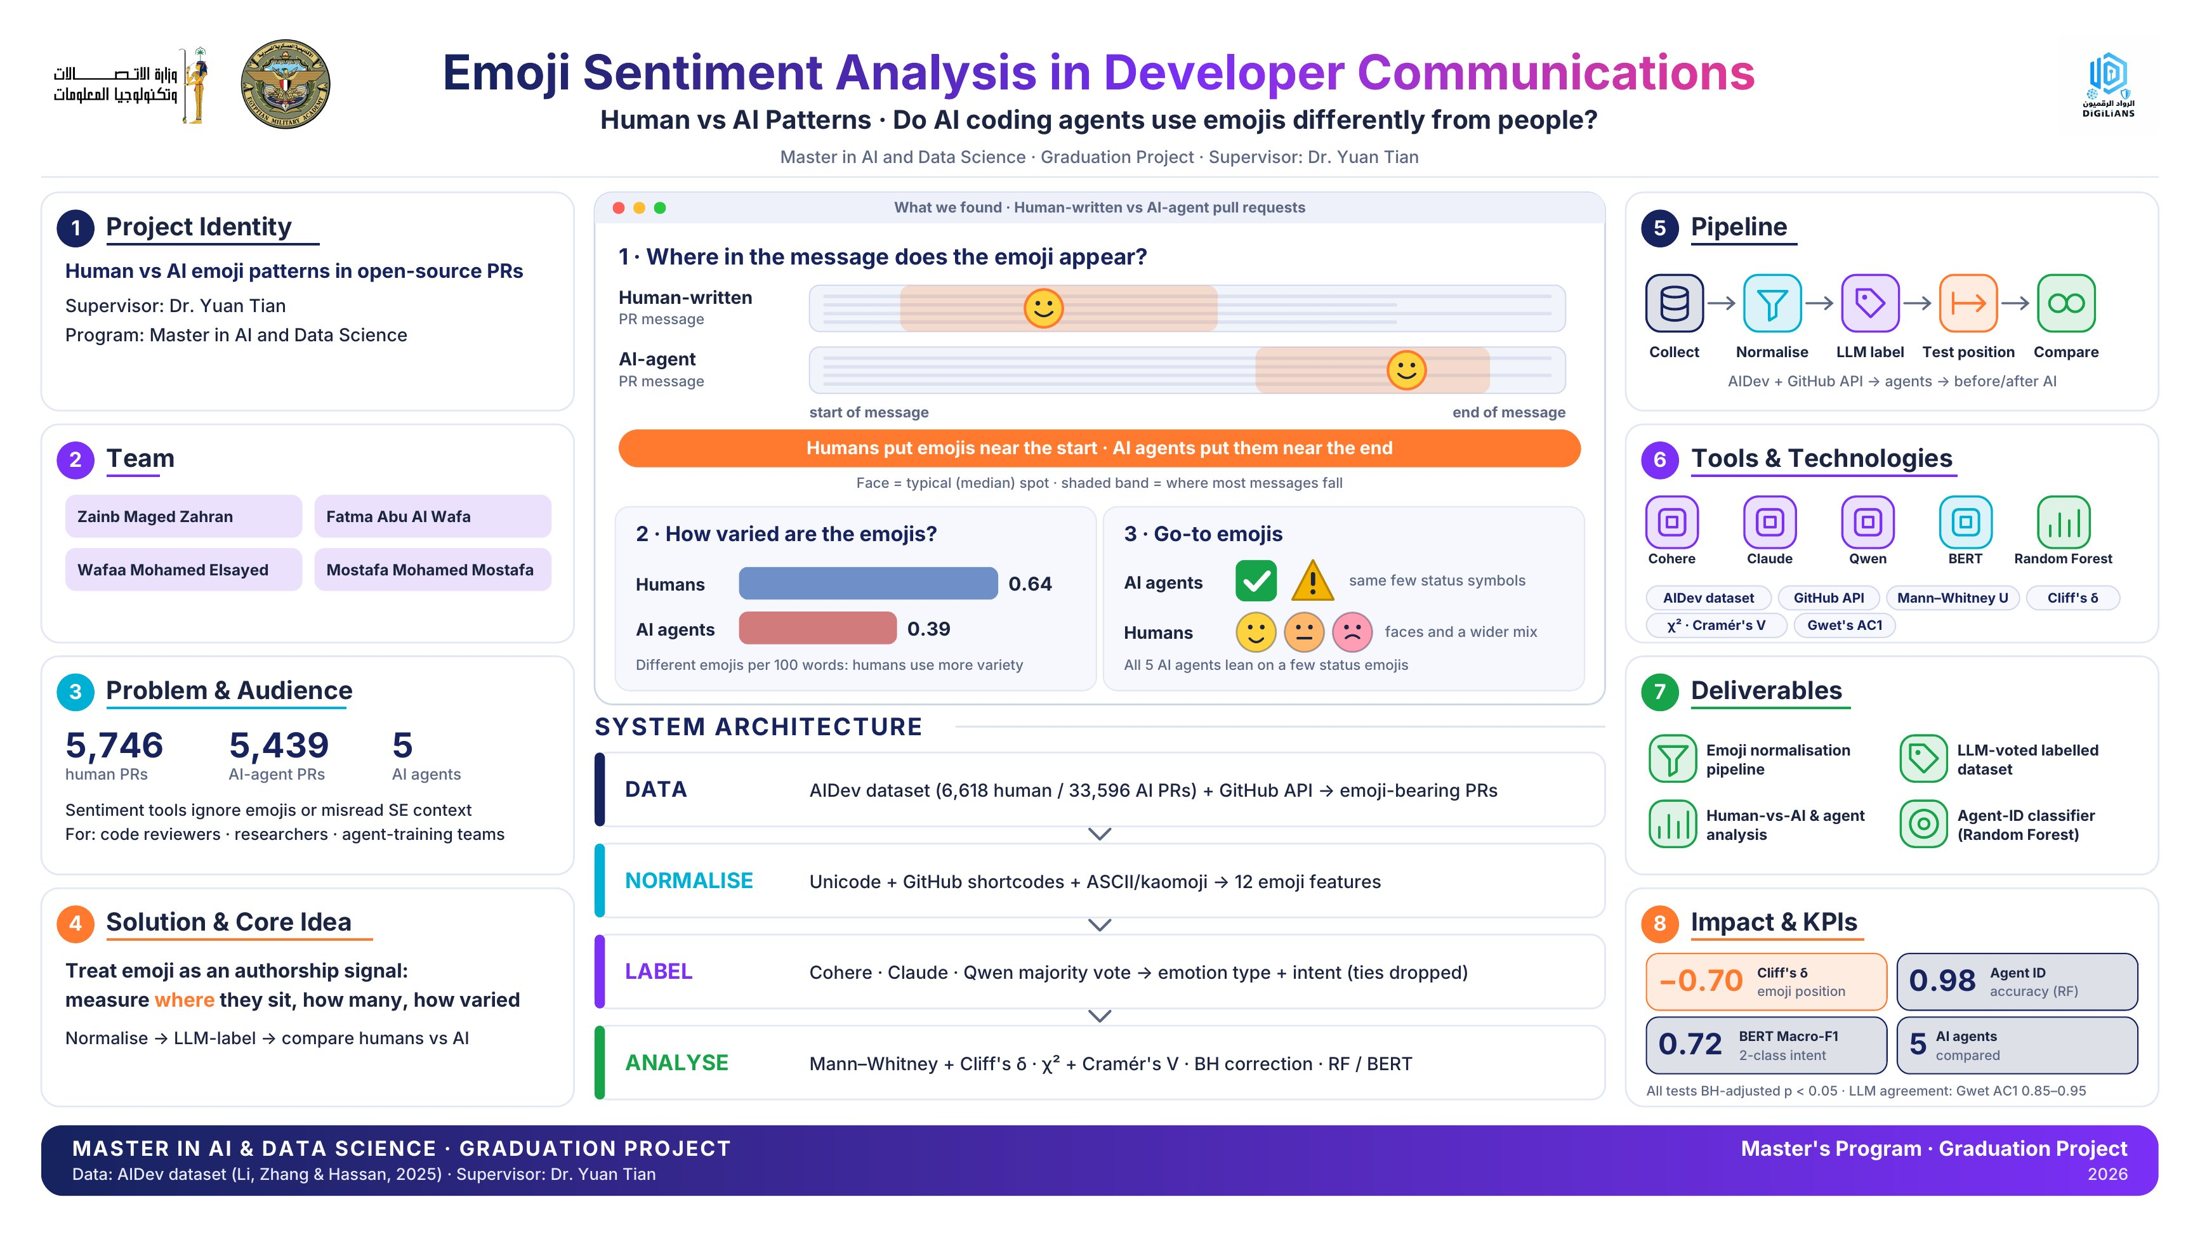 وزارة الاتصالات
وتكنولوجيا المعلومات
EGYPTIAN MILITARY ACADEMY
Emoji Sentiment Analysis in Developer Communications
Human vs AI Patterns · Do AI coding agents use emojis differently from people?
Master in AI and Data Science · Graduation Project · Supervisor: Dr. Yuan Tian
الرواد الرقميون
DiGiLiANS
1 Project Identity
Human vs AI emoji patterns in open-source PRs
Supervisor: Dr. Yuan Tian
Program: Master in AI and Data Science
2 Team
Zainb Maged Zahran
Fatma Abu Al Wafa
Wafaa Mohamed Elsayed
Mostafa Mohamed Mostafa
3 Problem & Audience
5,746 5,439 5
human PRs AI-agent PRs AI agents
Sentiment tools ignore emojis or misread SE context
For: code reviewers · researchers · agent-training teams
4 Solution & Core Idea
Treat emoji as an authorship signal:
measure where they sit, how many, how varied
Normalise → LLM-label → compare humans vs AI
What we found · Human-written vs AI-agent pull requests
1 · Where in the message does the emoji appear?
Human-written
PR message
AI-agent
PR message
start of message end of message
Humans put emojis near the start · AI agents put them near the end
Face = typical (median) spot · shaded band = where most messages fall
2 · How varied are the emojis?
Humans 0.64
AI agents 0.39
Different emojis per 100 words: humans use more variety
3 · Go-to emojis
AI agents same few status symbols
Humans faces and a wider mix
All 5 AI agents lean on a few status emojis
SYSTEM ARCHITECTURE
DATA AIDev dataset (6,618 human / 33,596 AI PRs) + GitHub API → emoji-bearing PRs
NORMALISE Unicode + GitHub shortcodes + ASCII/kaomoji → 12 emoji features
LABEL Cohere · Claude · Qwen majority vote → emotion type + intent (ties dropped)
ANALYSE Mann–Whitney + Cliff's δ · χ² + Cramér's V · BH correction · RF / BERT
5 Pipeline
Collect Normalise LLM label Test position Compare
AIDev + GitHub API → agents → before/after AI
6 Tools & Technologies
Cohere Claude Qwen BERT Random Forest
AIDev dataset GitHub API Mann–Whitney U Cliff's δ
χ² · Cramér's V Gwet's AC1
7 Deliverables
Emoji normalisation
pipeline
LLM-voted labelled
dataset
Human-vs-AI & agent
analysis
Agent-ID classifier
(Random Forest)
8 Impact & KPIs
−0.70 Cliff's δ
emoji position
0.98 Agent ID
accuracy (RF)
0.72 BERT Macro-F1
2-class intent
5 AI agents
compared
All tests BH-adjusted p < 0.05 · LLM agreement: Gwet AC1 0.85–0.95
MASTER IN AI & DATA SCIENCE · GRADUATION PROJECT
Data: AIDev dataset (Li, Zhang & Hassan, 2025) · Supervisor: Dr. Yuan Tian
Master's Program · Graduation Project
2026